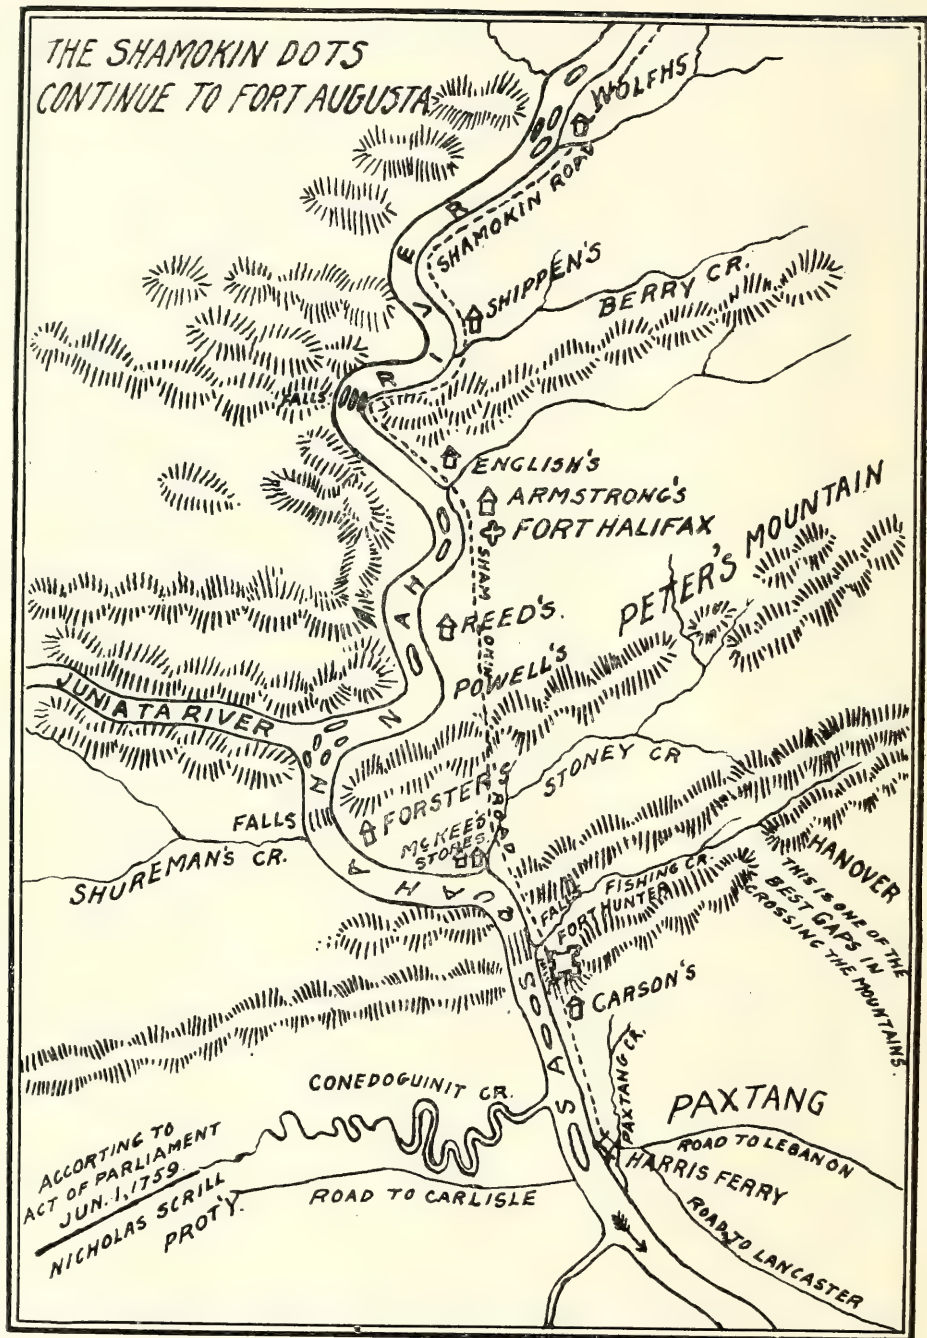 THE SHAMOKIN DOTS
CONTINUE TO FORT AUGUSTA
WOLFHS
SHAMOKIN ROAD
SHIPPEN'S
BERRY CR.
FALLS
ENGLISH'S
ARMSTRONG'S
FORT HALIFAX
PETER'S MOUNTAIN
REED'S.
SHAMOKIN
POWELL'S
JUNIATA RIVER
STONEY CR
FORSTER'S
ROAD
FALLS
McKEES'
STORES.
SHUREMAN'S CR.
HANOVER
THIS IS ONE OF THE
BEST GAPS IN
CROSSING THE MOUNTAINS.
FISHING CR.
FALLS
FORT HUNTER
CARSON'S
SASSQUAHANNAH RIVER
PAXTANG CR.
CONEDOGUINIT CR.
PAXTANG
ROAD TO LEBANON
HARRIS FERRY
ROAD TO CARLISLE
ROAD TO LANCASTER
ACCORTING TO
ACT OF PARLIAMENT
JUN. 1, 1759.
NICHOLAS SCRILL
PROT'Y.